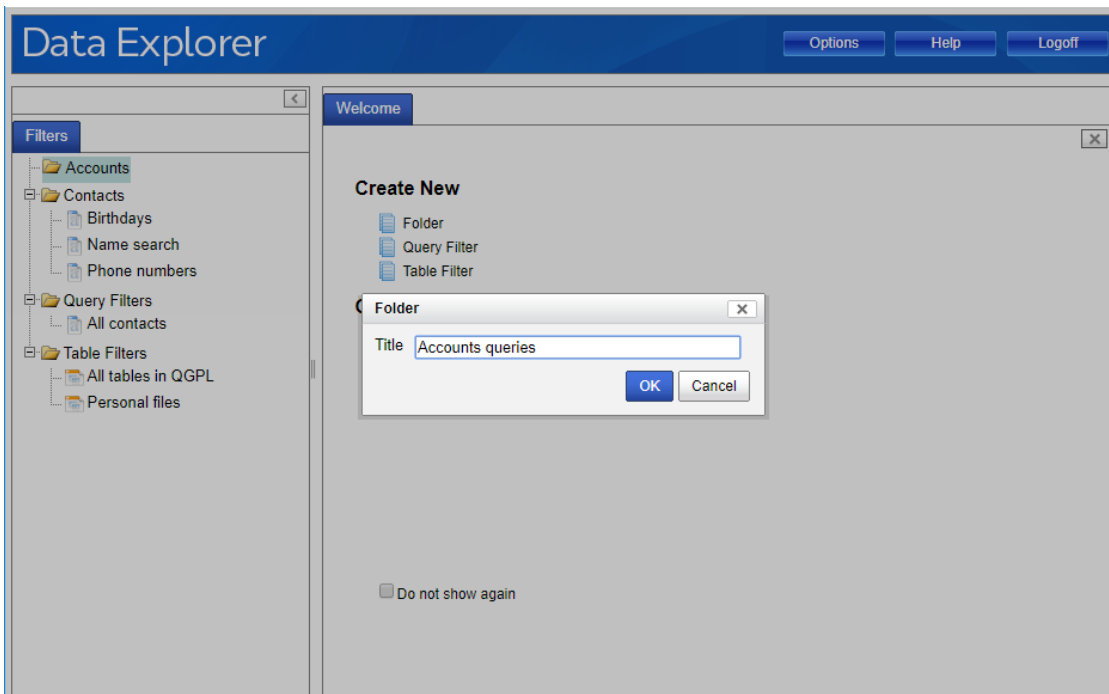 Data Explorer
Options Help Logoff
Filters
Accounts
Contacts
Birthdays
Name search
Phone numbers
Query Filters
All contacts
Table Filters
All tables in QGPL
Personal files
Welcome
Create New
Folder
Query Filter
Table Filter
Folder
Title Accounts queries
OK Cancel
Do not show again